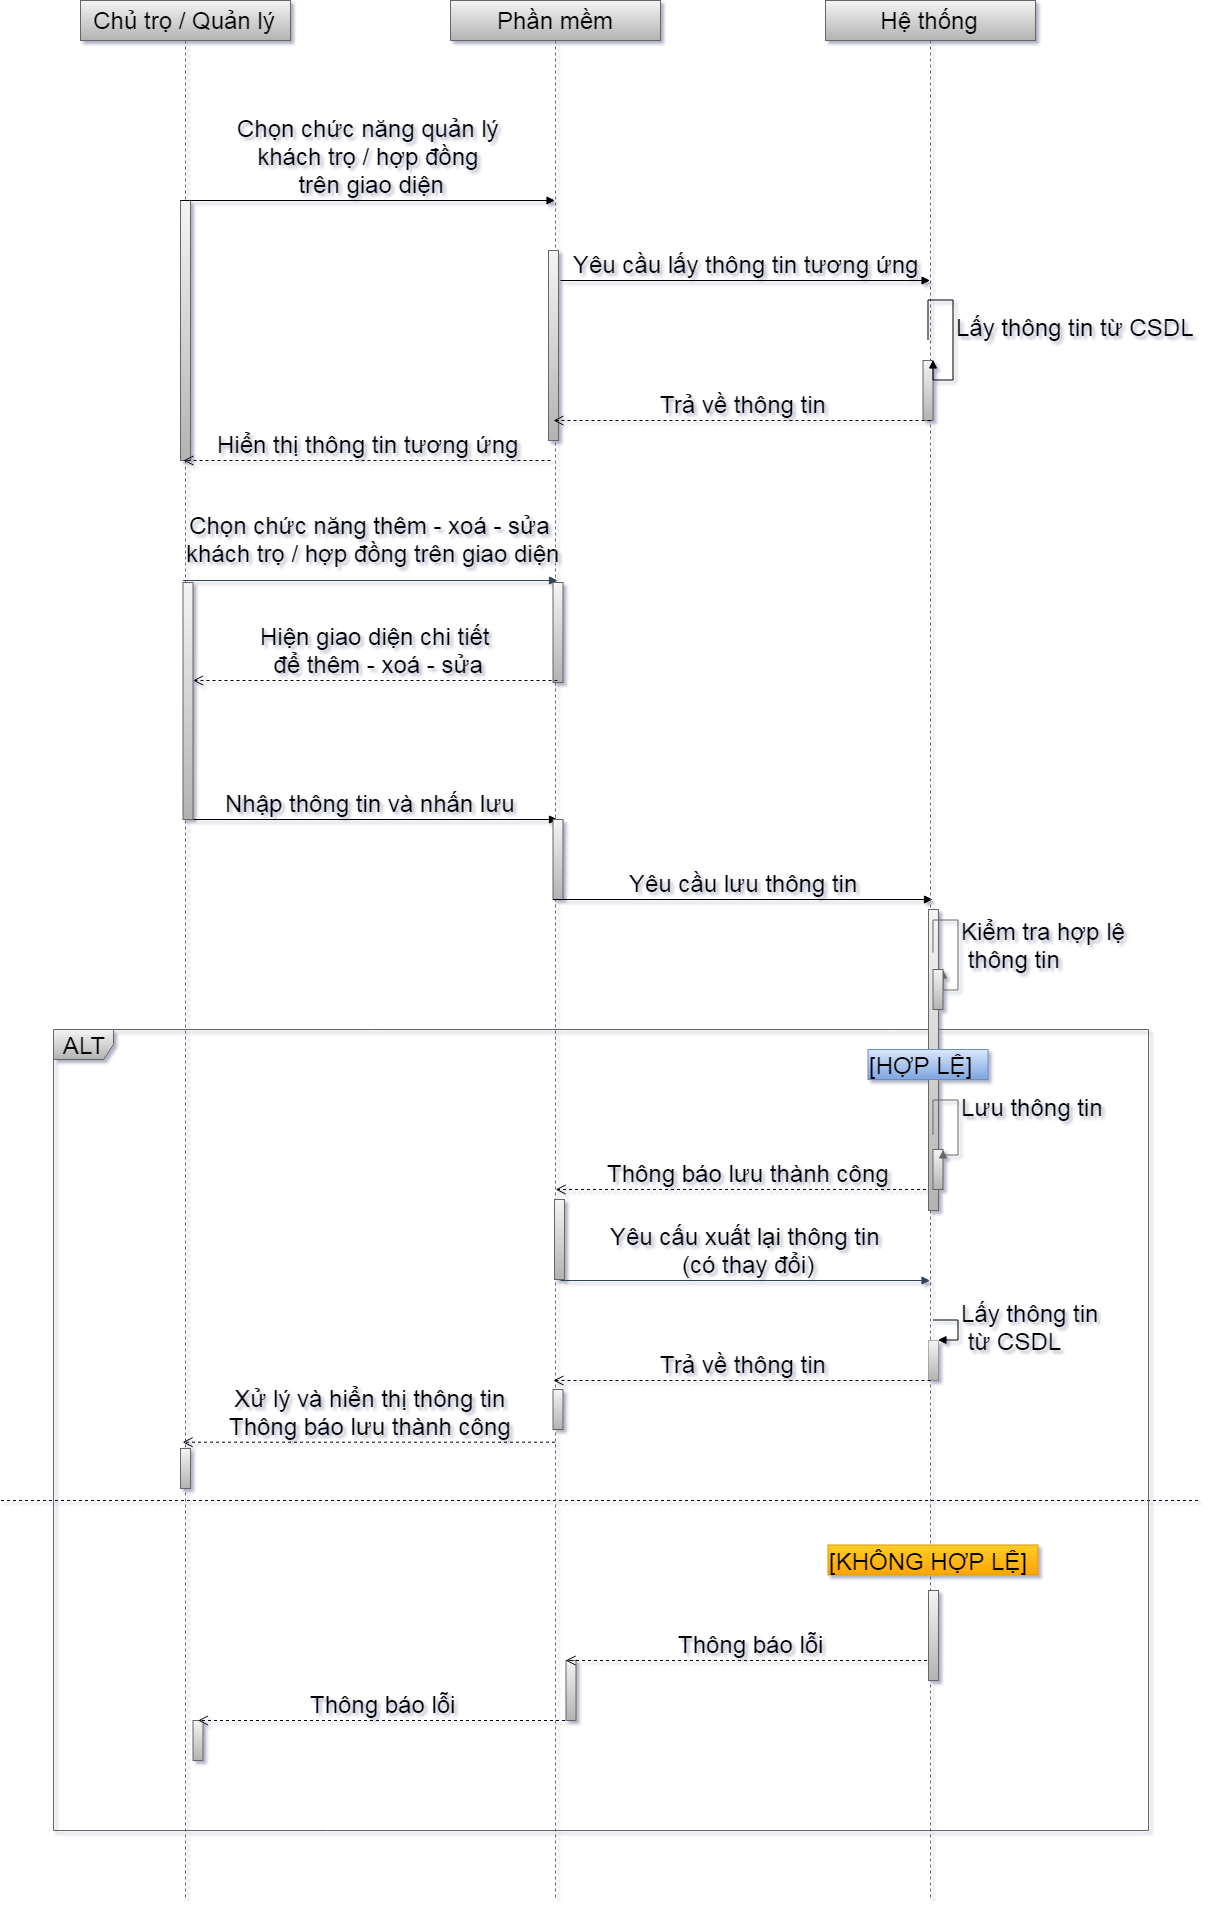 Chủ trọ / Quản lý
Phần mềm
Hệ thống
Chọn chức năng quản lý
khách trọ / hợp đồng
trên giao diện
Yêu cầu lấy thông tin tương ứng
Lấy thông tin từ CSDL
Trả về thông tin
Hiển thị thông tin tương ứng
Chọn chức năng thêm - xoá - sửa
khách trọ / hợp đồng trên giao diện
Hiện giao diện chi tiết
để thêm - xoá - sửa
Nhập thông tin và nhấn lưu
Yêu cầu lưu thông tin
Kiểm tra hợp lệ
thông tin
ALT
[HỢP LỆ]
Lưu thông tin
Thông báo lưu thành công
Yêu cấu xuất lại thông tin
(có thay đổi)
Lấy thông tin
từ CSDL
Trả về thông tin
Xử lý và hiển thị thông tin
Thông báo lưu thành công
[KHÔNG HỢP LỆ]
Thông báo lỗi
Thông báo lỗi